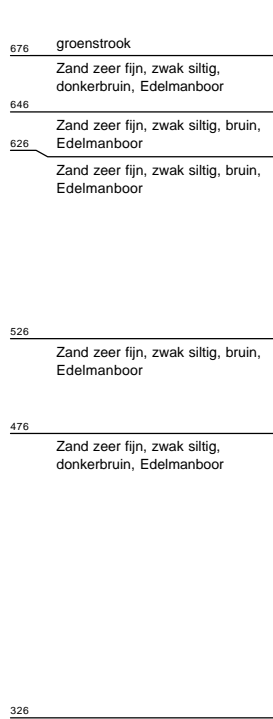 676 groenstrook
Zand zeer fijn, zwak siltig,
donkerbruin, Edelmanboor
646
Zand zeer fijn, zwak siltig, bruin,
626 Edelmanboor
Zand zeer fijn, zwak siltig, bruin,
Edelmanboor
526
Zand zeer fijn, zwak siltig, bruin,
Edelmanboor
476
Zand zeer fijn, zwak siltig,
donkerbruin, Edelmanboor
326